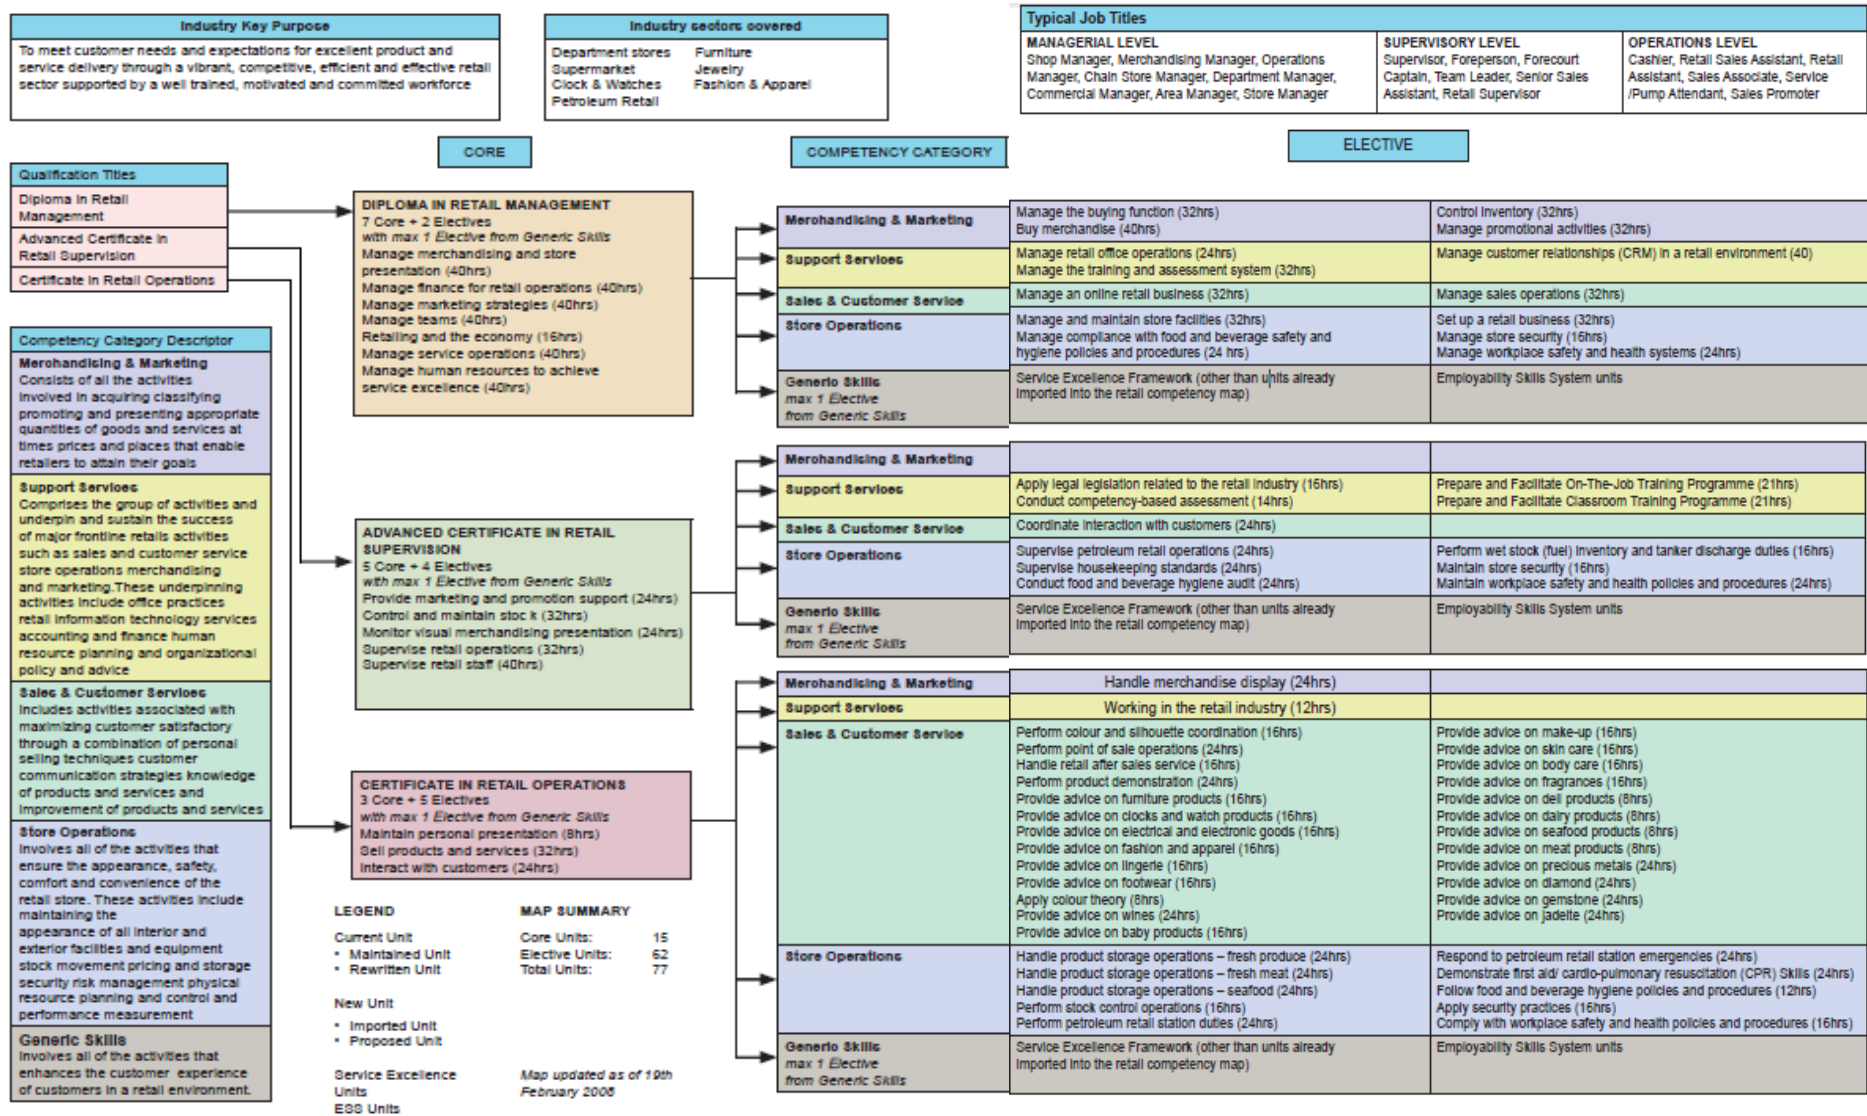 Industry Key Purpose
To meet customer needs and expectations for excellent product and
service delivery through a vibrant, competitive, efficient and effective retail
sector supported by a well trained, motivated and committed workforce
Industry sectors covered
Department stores Furniture
Supermarket Jewelry
Clock & Watches Fashion & Apparel
Petroleum Retail
Typical Job Titles
MANAGERIAL LEVEL
Shop Manager, Merchandising Manager, Operations
Manager, Chain Store Manager, Department Manager,
Commercial Manager, Area Manager, Store Manager
SUPERVISORY LEVEL
Supervisor, Foreperson, Forecourt
Captain, Team Leader, Senior Sales
Assistant, Retail Supervisor
OPERATIONS LEVEL
Cashier, Retail Sales Assistant, Retail
Assistant, Sales Associate, Service
/Pump Attendant, Sales Promoter
CORE
COMPETENCY CATEGORY
ELECTIVE
Qualification Titles
Diploma in Retail
Management
Advanced Certificate in
Retail Supervision
Certificate in Retail Operations
Competency Category Descriptor
Merchandising & Marketing
Consists of all the activities
involved in acquiring classifying
promoting and presenting appropriate
quantities of goods and services at
times prices and places that enable
retailers to attain their goals
Support Services
Comprises the group of activities and
underpin and sustain the success
of major frontline retails activities
such as sales and customer service
store operations merchandising
and marketing.These underpinning
activities include office practices
retail information technology services
accounting and finance human
resource planning and organizational
policy and advice
Sales & Customer Services
Includes activities associated with
maximizing customer satisfactory
through a combination of personal
selling techniques customer
communication strategies knowledge
of products and services and
Improvement of products and services
Store Operations
Involves all of the activities that
ensure the appearance, safety,
comfort and convenience of the
retail store. These activities include
maintaining the
appearance of all interior and
exterior facilities and equipment
stock movement pricing and storage
security risk management physical
resource planning and control and
performance measurement
Generic Skills
Involves all of the activities that
enhances the customer experience
of customers in a retail environment.
DIPLOMA IN RETAIL MANAGEMENT
7 Core + 2 Electives
with max 1 Elective from Generic Skills
Manage merchandising and store
presentation (40hrs)
Manage finance for retail operations (40hrs)
Manage marketing strategies (40hrs)
Manage teams (40hrs)
Retailing and the economy (16hrs)
Manage service operations (40hrs)
Manage human resources to achieve
service excellence (40hrs)
Merchandising & Marketing
Manage the buying function (32hrs)
Buy merchandise (40hrs)
Control Inventory (32hrs)
Manage promotional activities (32hrs)
Support Services
Manage retail office operations (24hrs)
Manage the training and assessment system (32hrs)
Manage customer relationships (CRM) in a retail environment (40)
Sales & Customer Service
Manage an online retail business (32hrs)
Manage sales operations (32hrs)
Store Operations
Manage and maintain store facilities (32hrs)
Manage compliance with food and beverage safety and
hygiene policies and procedures (24 hrs)
Set up a retail business (32hrs)
Manage store security (16hrs)
Manage workplace safety and health systems (24hrs)
Generic Skills
max 1 Elective
from Generic Skills
Service Excellence Framework (other than units already
imported into the retail competency map)
Employability Skills System units
ADVANCED CERTIFICATE IN RETAIL
SUPERVISION
5 Core + 4 Electives
with max 1 Elective from Generic Skills
Provide marketing and promotion support (24hrs)
Control and maintain stoc k (32hrs)
Monitor visual merchandising presentation (24hrs)
Supervise retail operations (32hrs)
Supervise retail staff (40hrs)
Merchandising & Marketing
Support Services
Apply legal legislation related to the retail industry (16hrs)
Conduct competency-based assessment (14hrs)
Prepare and Facilitate On-The-Job Training Programme (21hrs)
Prepare and Facilitate Classroom Training Programme (21hrs)
Sales & Customer Service
Coordinate interaction with customers (24hrs)
Store Operations
Supervise petroleum retail operations (24hrs)
Supervise housekeeping standards (24hrs)
Conduct food and beverage hygiene audit (24hrs)
Perform wet stock (fuel) inventory and tanker discharge duties (16hrs)
Maintain store security (16hrs)
Maintain workplace safety and health policies and procedures (24hrs)
Generic Skills
max 1 Elective
from Generic Skills
Service Excellence Framework (other than units already
imported into the retail competency map)
Employability Skills System units
CERTIFICATE IN RETAIL OPERATIONS
3 Core + 5 Electives
with max 1 Elective from Generic Skills
Maintain personal presentation (8hrs)
Sell products and services (32hrs)
Interact with customers (24hrs)
Merchandising & Marketing
Handle merchandise display (24hrs)
Support Services
Working in the retail industry (12hrs)
Sales & Customer Service
Perform colour and silhouette coordination (16hrs)
Perform point of sale operations (24hrs)
Handle retail after sales service (16hrs)
Perform product demonstration (24hrs)
Provide advice on furniture products (16hrs)
Provide advice on clocks and watch products (16hrs)
Provide advice on electrical and electronic goods (16hrs)
Provide advice on fashion and apparel (16hrs)
Provide advice on lingerie (16hrs)
Provide advice on footwear (16hrs)
Apply colour theory (8hrs)
Provide advice on wines (24hrs)
Provide advice on baby products (16hrs)
Provide advice on make-up (16hrs)
Provide advice on skin care (16hrs)
Provide advice on body care (16hrs)
Provide advice on fragrances (16hrs)
Provide advice on deli products (8hrs)
Provide advice on dairy products (8hrs)
Provide advice on seafood products (8hrs)
Provide advice on meat products (8hrs)
Provide advice on precious metals (24hrs)
Provide advice on diamond (24hrs)
Provide advice on gemstone (24hrs)
Provide advice on jadeite (24hrs)
Store Operations
Handle product storage operations – fresh produce (24hrs)
Handle product storage operations – fresh meat (24hrs)
Handle product storage operations – seafood (24hrs)
Perform stock control operations (16hrs)
Perform petroleum retail station duties (24hrs)
Respond to petroleum retail station emergencies (24hrs)
Demonstrate first aid/ cardio-pulmonary resuscitation (CPR) Skills (24hrs)
Follow food and beverage hygiene policies and procedures (12hrs)
Apply security practices (16hrs)
Comply with workplace safety and health policies and procedures (16hrs)
Generic Skills
max 1 Elective
from Generic Skills
Service Excellence Framework (other than units already
imported into the retail competency map)
Employability Skills System units
LEGEND
Current Unit
• Maintained Unit
• Rewritten Unit
New Unit
• Imported Unit
• Proposed Unit
Service Excellence
Units
ESS Units
MAP SUMMARY
Core Units: 15
Elective Units: 62
Total Units: 77
Map updated as of 19th
February 2008